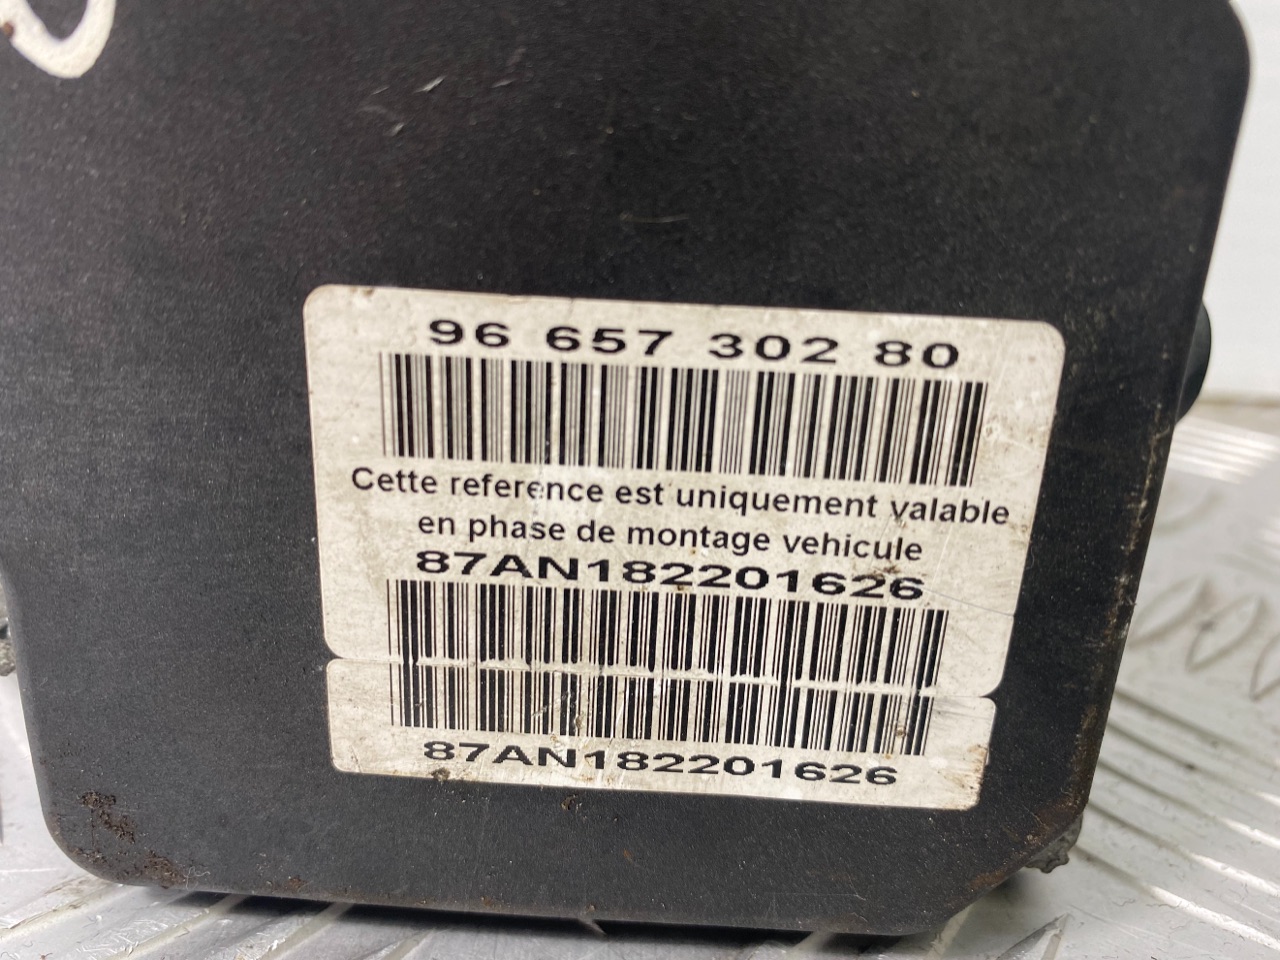 96 657 302 80
Cette reference est uniquement valable
en phase de montage vehicule
87AN182201626
87AN182201626